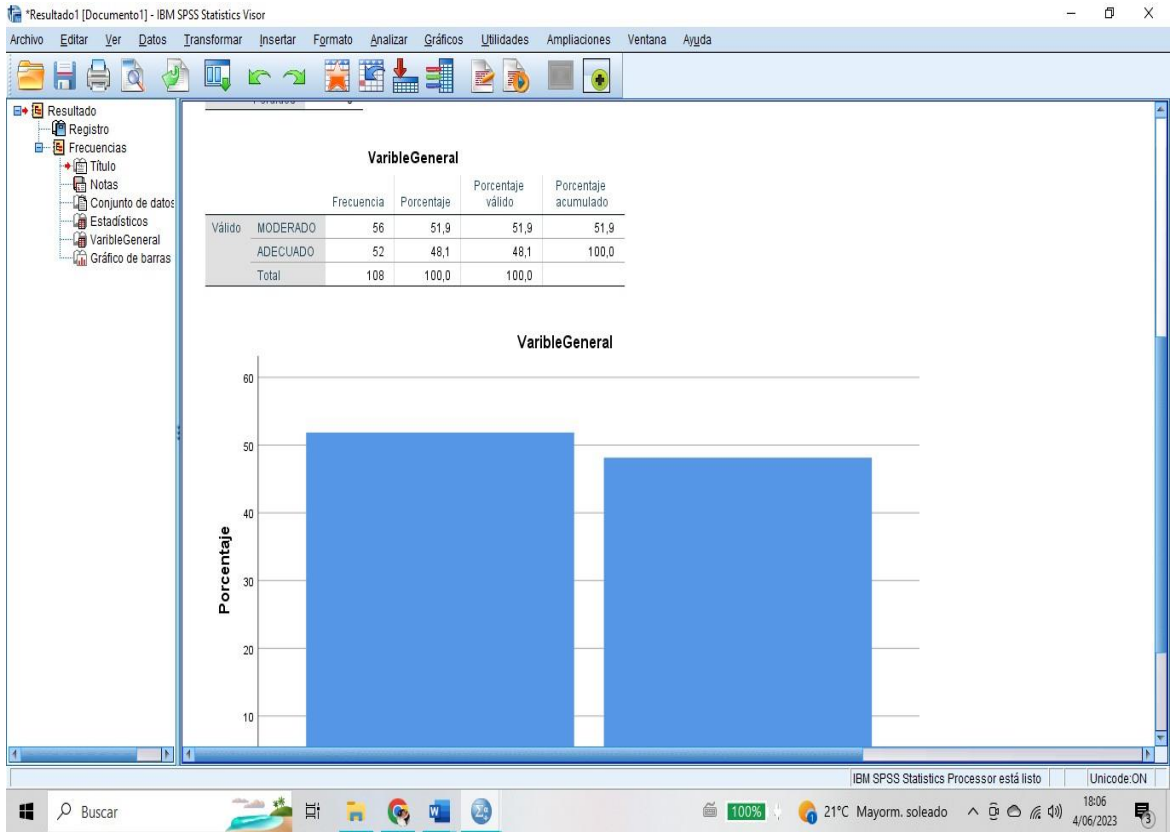 *Resultado1 [Documento1] - IBM SPSS Statistics Visor
Archivo Editar Ver Datos Transformar Insertar Formato Analizar Gráficos Utilidades Ampliaciones Ventana Ayuda
Resultado
Registro
Frecuencias
Título
Notas
Conjunto de datos
Estadísticos
VaribleGeneral
Gráfico de barras
VaribleGeneral
Frecuencia Porcentaje Porcentaje válido Porcentaje acumulado
Válido MODERADO 56 51,9 51,9 51,9
ADECUADO 52 48,1 48,1 100,0
Total 108 100,0 100,0
VaribleGeneral
60
50
40
30
20
10
Porcentaje
IBM SPSS Statistics Processor está listo Unicode:ON
Buscar
100% 21°C Mayorm. soleado 18:06
4/06/2023
3